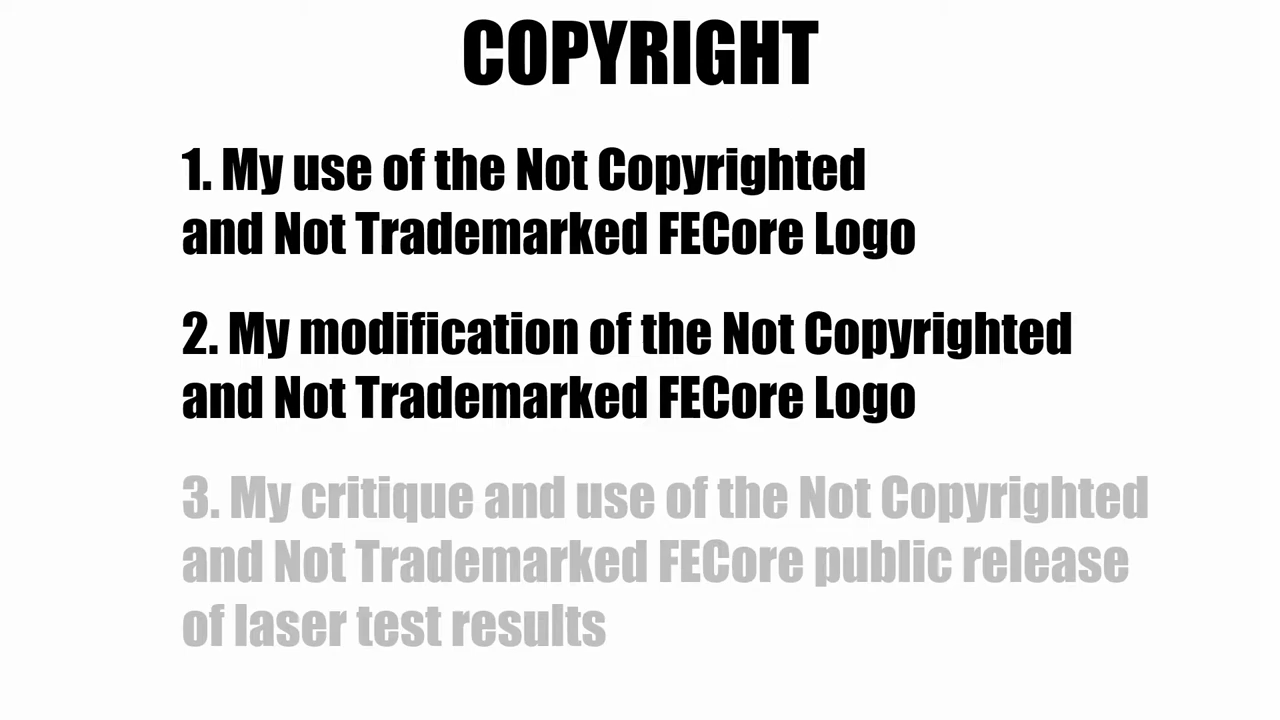 COPYRIGHT
1. My use of the Not Copyrighted
and Not Trademarked FECore Logo
2. My modification of the Not Copyrighted
and Not Trademarked FECore Logo
3. My critique and use of the Not Copyrighted
and Not Trademarked FECore public release
of laser test results